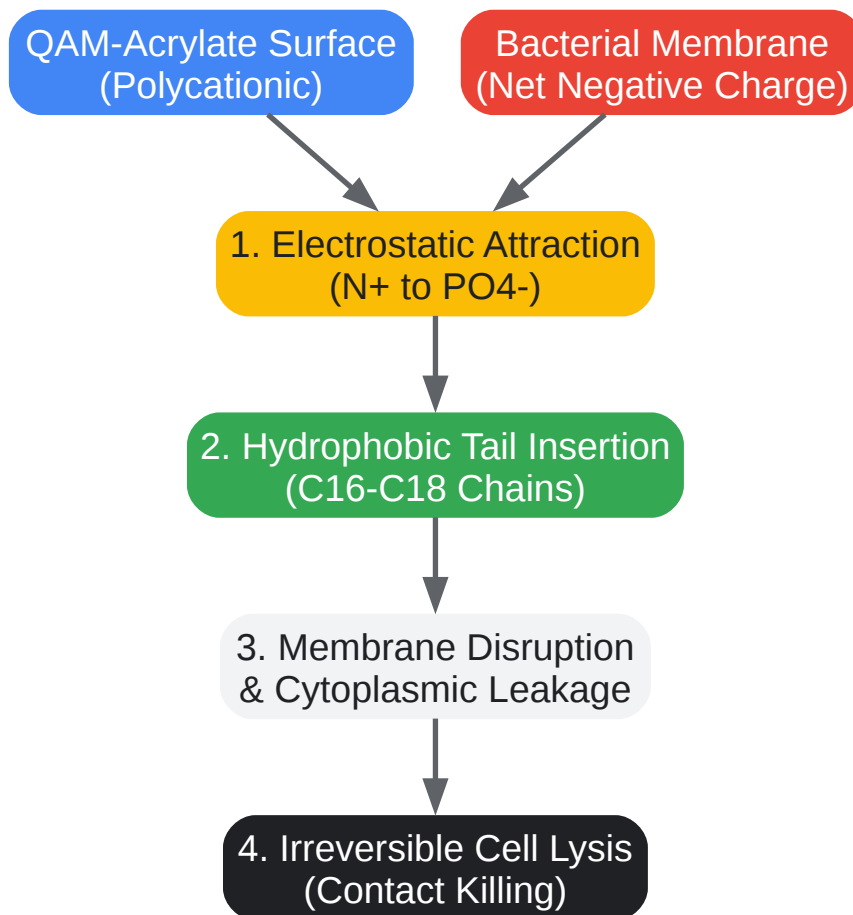 QAM-Acrylate Surface
(Polycationic)
Bacterial Membrane
(Net Negative Charge)
1. Electrostatic Attraction
(N+ to PO4-)
2. Hydrophobic Tail Insertion
(C16-C18 Chains)
3. Membrane Disruption
& Cytoplasmic Leakage
4. Irreversible Cell Lysis
(Contact Killing)